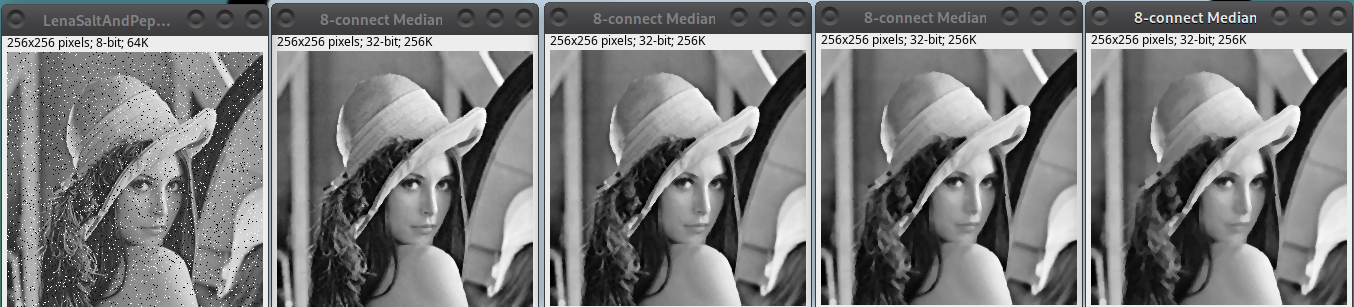 LenaSaltAndPep...
256x256 pixels; 8-bit; 64K
8-connect Median
256x256 pixels; 32-bit; 256K
8-connect Median
256x256 pixels; 32-bit; 256K
8-connect Median
256x256 pixels; 32-bit; 256K
8-connect Median
256x256 pixels; 32-bit; 256K